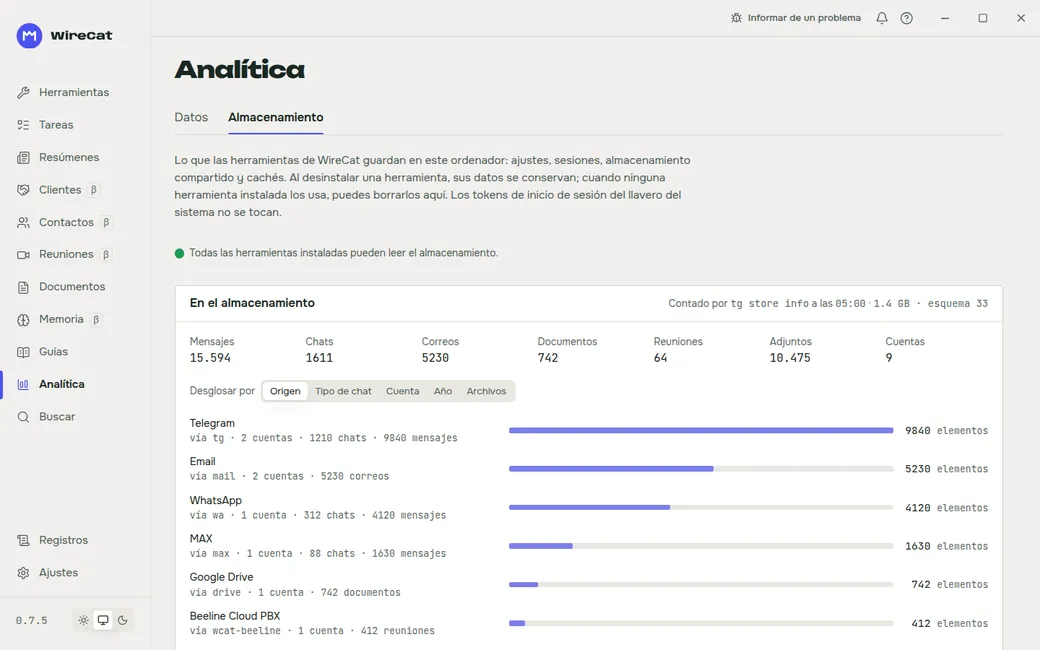 WireCat
Informar de un problema
Herramientas
Tareas
Resúmenes
Clientes β
Contactos β
Reuniones β
Documentos
Memoria β
Guías
Analítica
Buscar
Registros
Ajustes
0.7.5
Analítica
Datos Almacenamiento
Lo que las herramientas de WireCat guardan en este ordenador: ajustes, sesiones, almacenamiento
compartido y cachés. Al desinstalar una herramienta, sus datos se conservan; cuando ninguna
herramienta instalada los usa, puedes borrarlos aquí. Los tokens de inicio de sesión del llavero del
sistema no se tocan.
Todas las herramientas instaladas pueden leer el almacenamiento.
En el almacenamiento Contado por tg store info a las 05:00 · 1.4 GB · esquema 33
Mensajes Chats Correos Documentos Reuniones Adjuntos Cuentas
15.594 1611 5230 742 64 10.475 9
Desglosar por Origen Tipo de chat Cuenta Año Archivos
Telegram
vía tg · 2 cuentas · 1210 chats · 9840 mensajes 9840 elementos
Email
vía mail · 2 cuentas · 5230 correos 5230 elementos
WhatsApp
vía wa · 1 cuenta · 312 chats · 4120 mensajes 4120 elementos
MAX
vía max · 1 cuenta · 88 chats · 1630 mensajes 1630 elementos
Google Drive
vía drive · 1 cuenta · 742 documentos 742 elementos
Beeline Cloud PBX
vía wcat-beeline · 1 cuenta · 412 reuniones 412 elementos